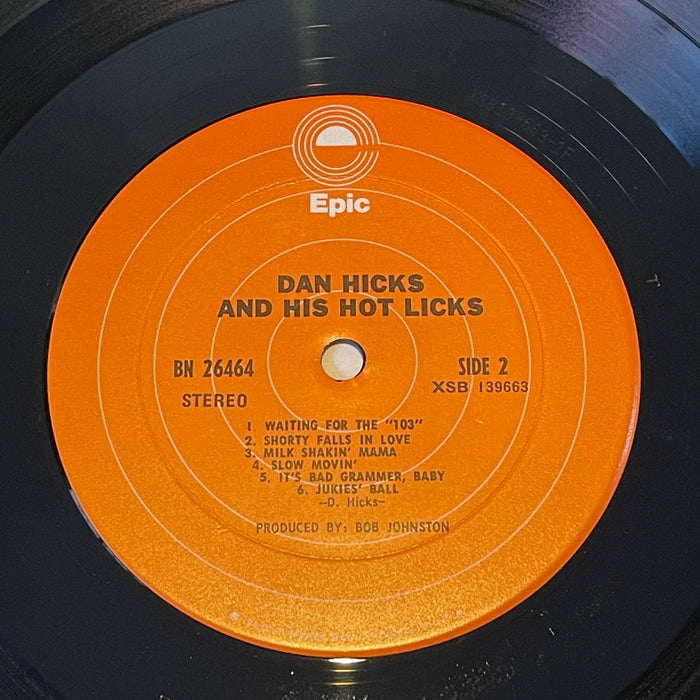 Epic
DAN HICKS
AND HIS HOT LICKS
BN 26464
SIDE 2
STEREO
XSB 139663
1. WAITING FOR THE "103"
2. SHORTY FALLS IN LOVE
3. MILK SHAKIN' MAMA
4. SLOW MOVIN'
5. IT'S BAD GRAMMER, BABY
6. JUKIES' BALL
—D. Hicks—
PRODUCED BY: BOB JOHNSTON